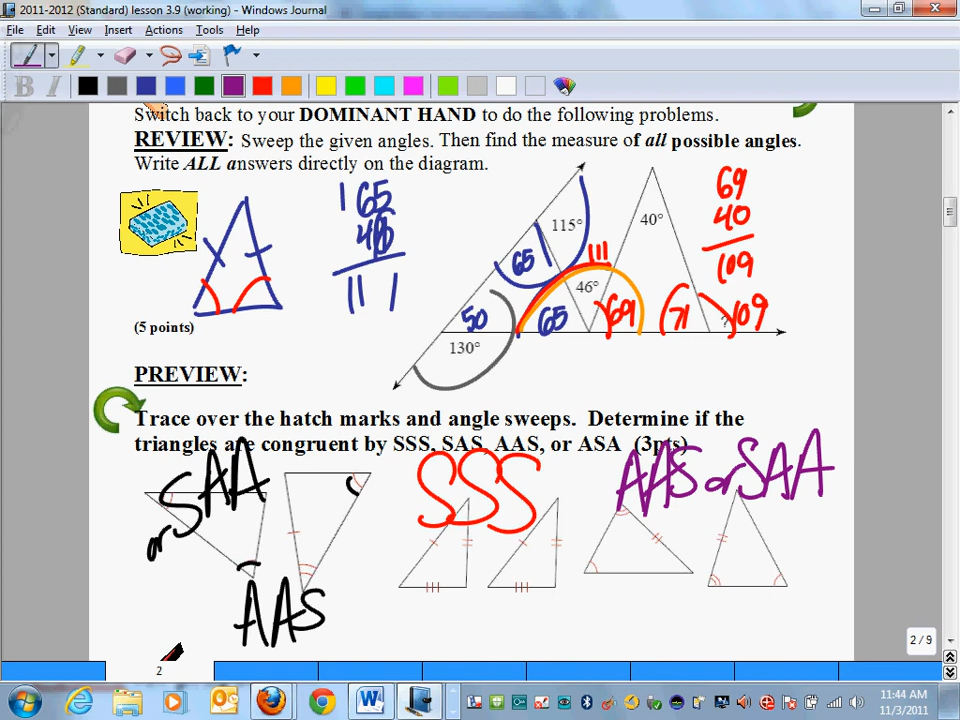 2011-2012 (Standard) lesson 3.9 (working) - Windows Journal
File Edit View Insert Actions Tools Help
B I
Switch back to your DOMINANT HAND to do the following problems.
REVIEW: Sweep the given angles. Then find the measure of all possible angles.
Write ALL answers directly on the diagram.
165
46
111
115°
65
111
46°
40°
69
40
109
50
65
69
71
?
109
130°
(5 points)
PREVIEW:
Trace over the hatch marks and angle sweeps. Determine if the
triangles are congruent by SSS, SAS, AAS, or ASA (3pts)
or SAA
AAS
SSS
AAS or SAA
2 / 9
2
11:44 AM
11/3/2011